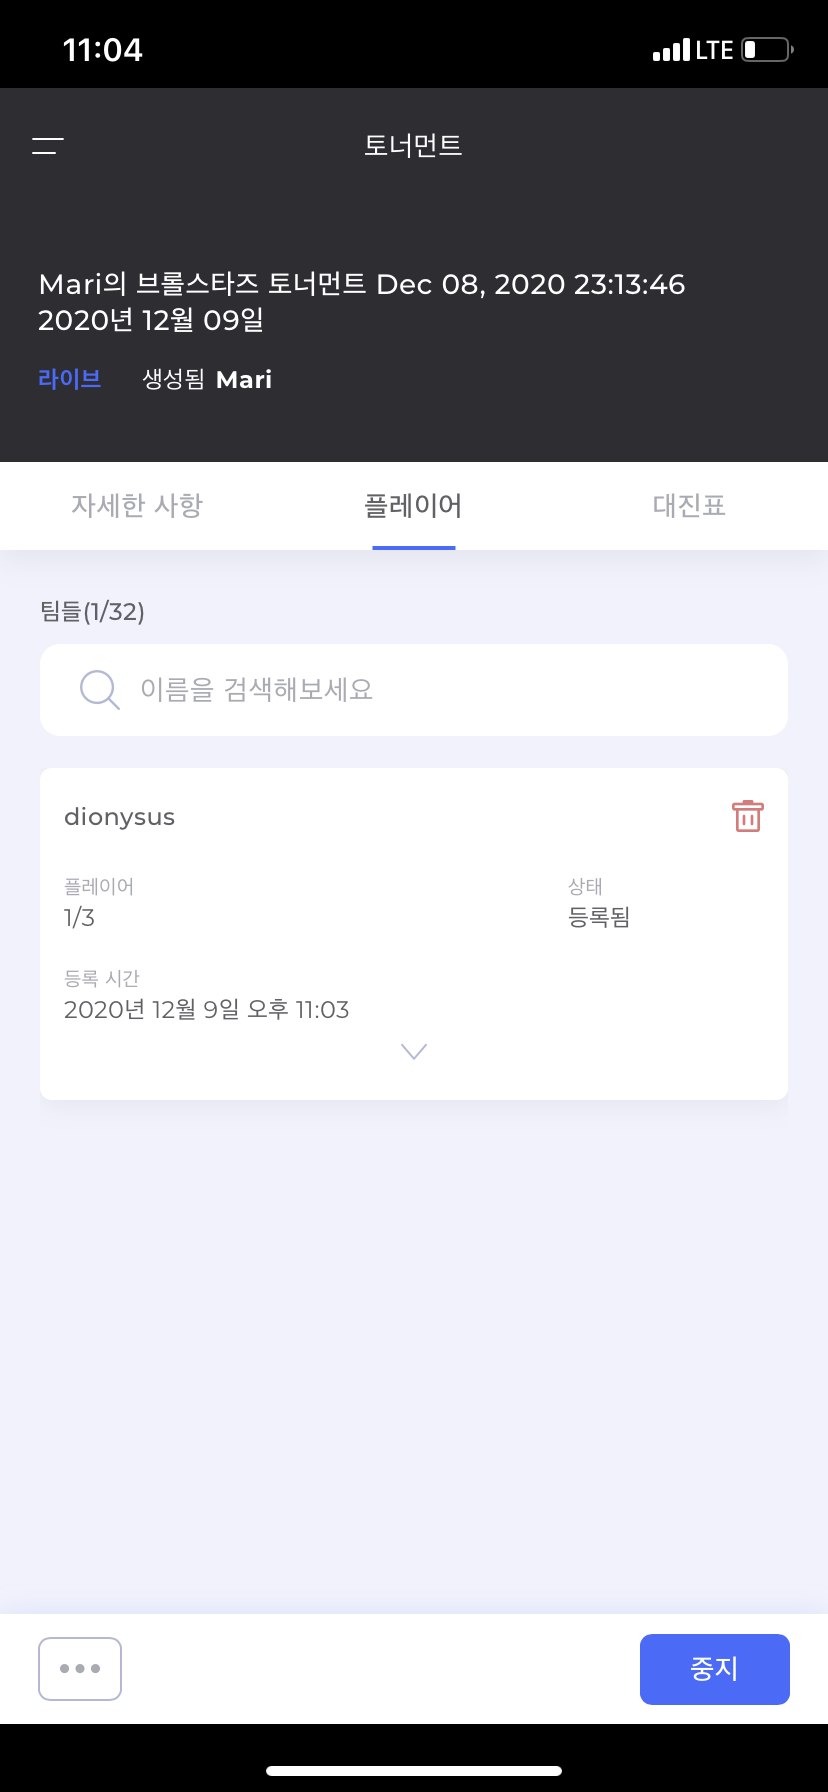 11:04
LTE
토너먼트
Mari의 브롤스타즈 토너먼트 Dec 08, 2020 23:13:46
2020년 12월 09일
라이브 생성됨 Mari
자세한 사항 플레이어 대진표
팀들(1/32)
이름을 검색해보세요
dionysus
플레이어 상태
1/3 등록됨
등록 시간
2020년 12월 9일 오후 11:03
중지